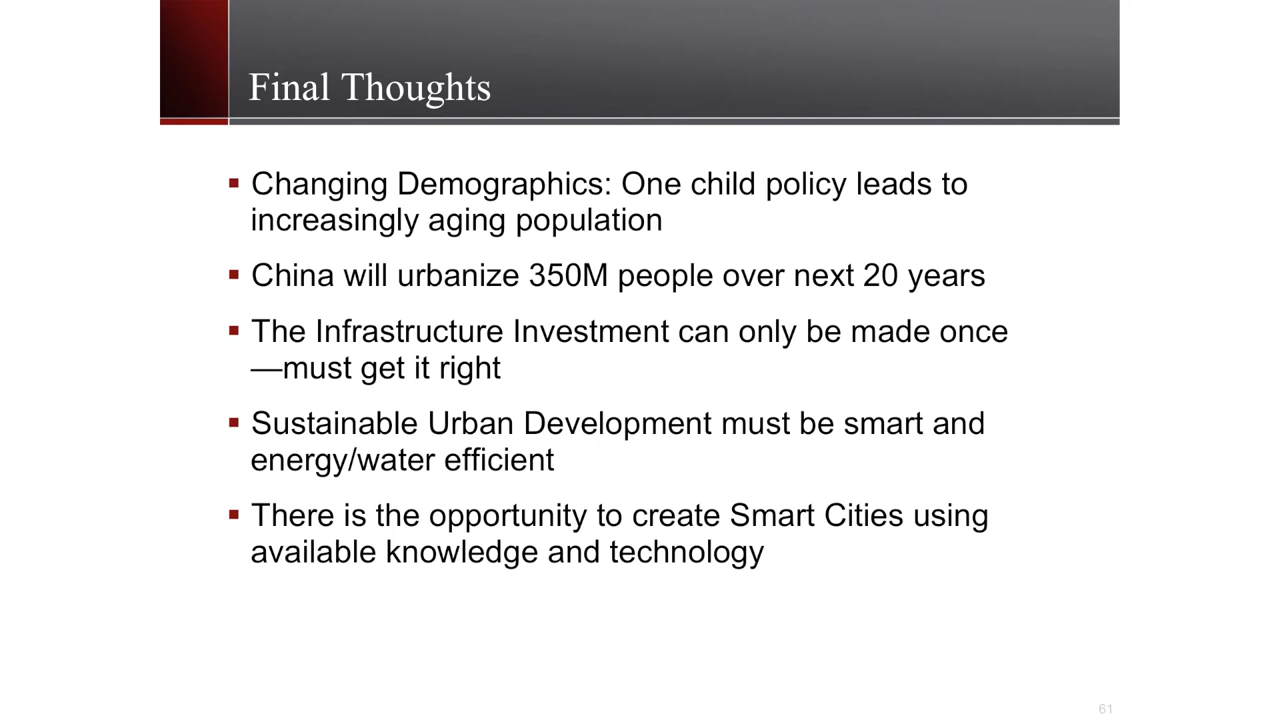 Final Thoughts
▪ Changing Demographics: One child policy leads to
increasingly aging population
▪ China will urbanize 350M people over next 20 years
▪ The Infrastructure Investment can only be made once
—must get it right
▪ Sustainable Urban Development must be smart and
energy/water efficient
▪ There is the opportunity to create Smart Cities using
available knowledge and technology
61